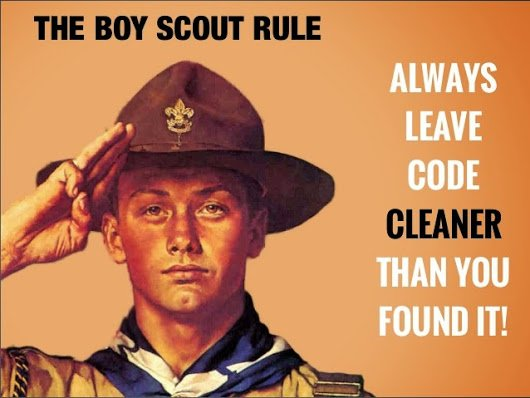 THE BOY SCOUT RULE
ALWAYS
LEAVE
CODE
CLEANER
THAN YOU
FOUND IT!